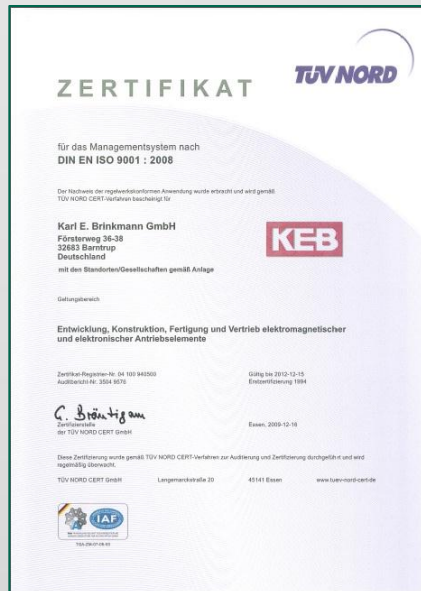 TÜV NORD
ZERTIFIKAT
für das Managementsystem nach
DIN EN ISO 9001 : 2008
Der Nachweis der regelwerkskonformen Anwendung wurde erbracht und wird gemäß
TÜV NORD CERT-Verfahren bescheinigt für
Karl E. Brinkmann GmbH
Försterweg 36-38
32683 Barntrup
Deutschland
KEB
mit den Standorten/Gesellschaften gemäß Anlage
Geltungsbereich
Entwicklung, Konstruktion, Fertigung und Vertrieb elektromagnetischer
und elektronischer Antriebselemente
Zertifikat-Registrier-Nr. 04 100 940500
Auditbericht-Nr. 3504 9570
Gültig bis 2012-12-15
Erstzertifizierung 1994
C. Bräutigam
Zertifizierstelle
der TÜV NORD CERT GmbH
Essen, 2009-12-16
Diese Zertifizierung wurde gemäß TÜV NORD CERT-Verfahren zur Auditierung und Zertifizierung durchgeführt und wird
regelmäßig überwacht.
TÜV NORD CERT GmbH Langemarckstraße 20 45141 Essen www.tuev-nord-cert.de
IAF